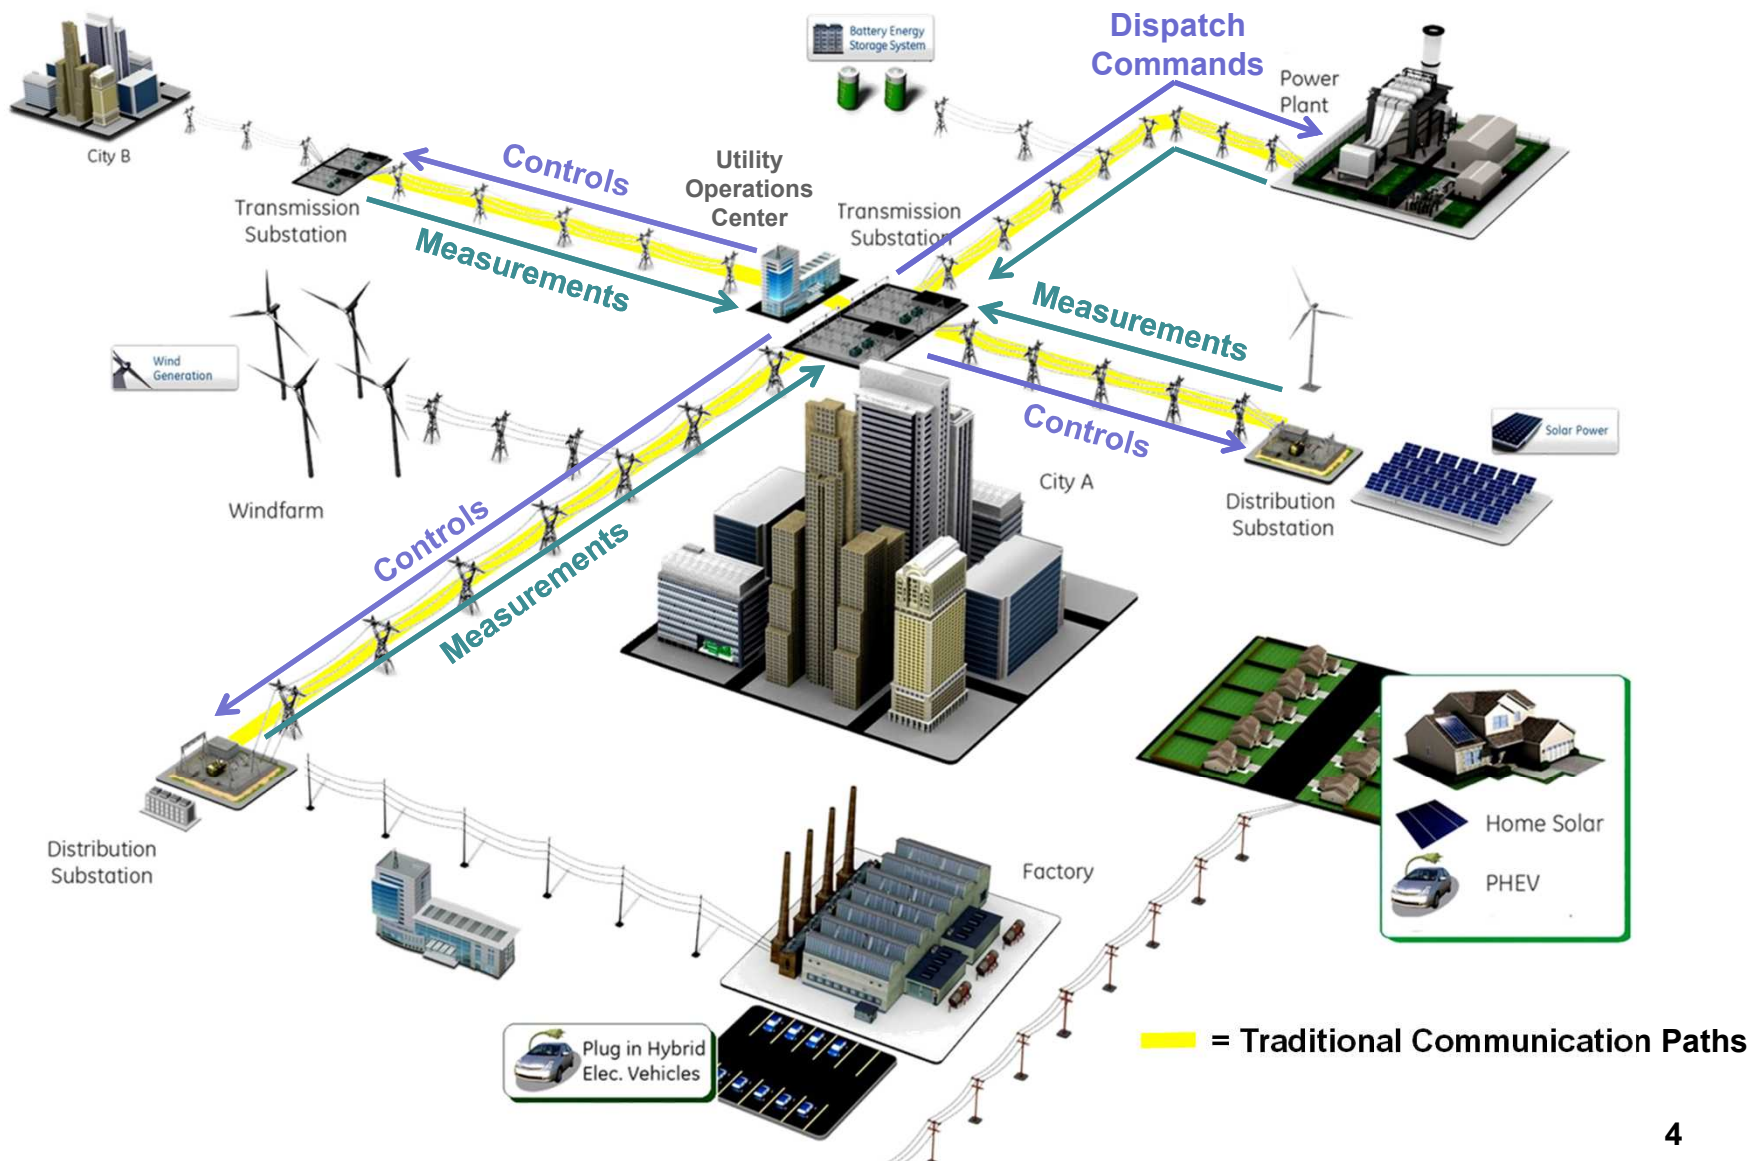 Battery Energy
Storage System
Dispatch
Commands
Power
Plant
City B
Controls
Utility
Operations
Center
Transmission
Substation
Transmission
Substation
Measurements
Measurements
Wind
Generation
Controls
Solar Power
City A
Distribution
Substation
Windfarm
Controls
Measurements
Home Solar
PHEV
Distribution
Substation
Factory
Plug in Hybrid
Elec. Vehicles
= Traditional Communication Paths
4